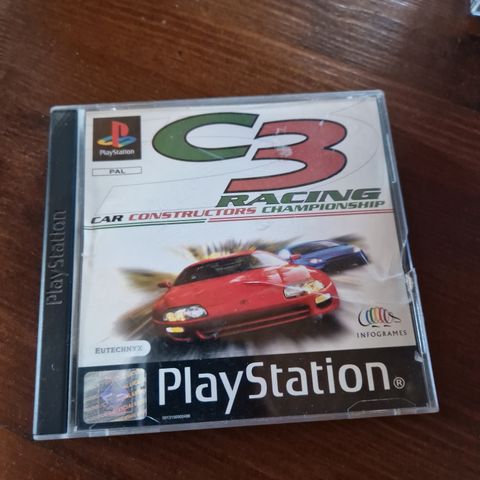 C3
PlayStation
PAL
RACING
CAR CONSTRUCTORS CHAMPIONSHIP
PlayStation
EUTECHNYX
INFOGRAMES
PlayStation®